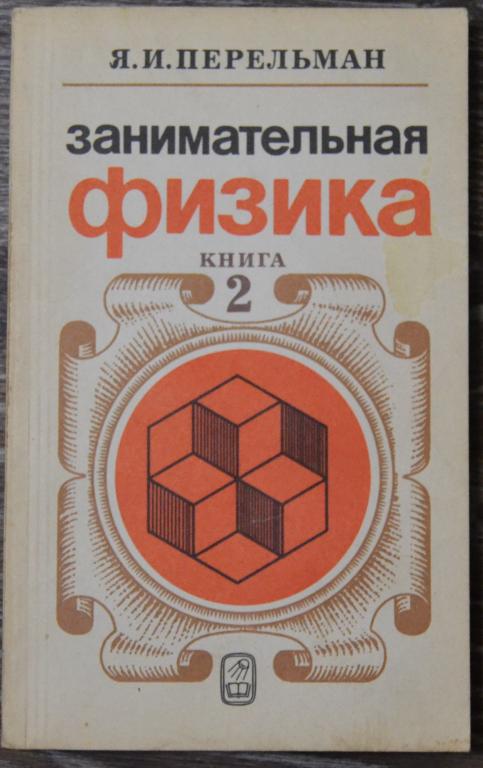 Я.И.ПЕРЕЛЬМАН
занимательная
физика
КНИГА
2